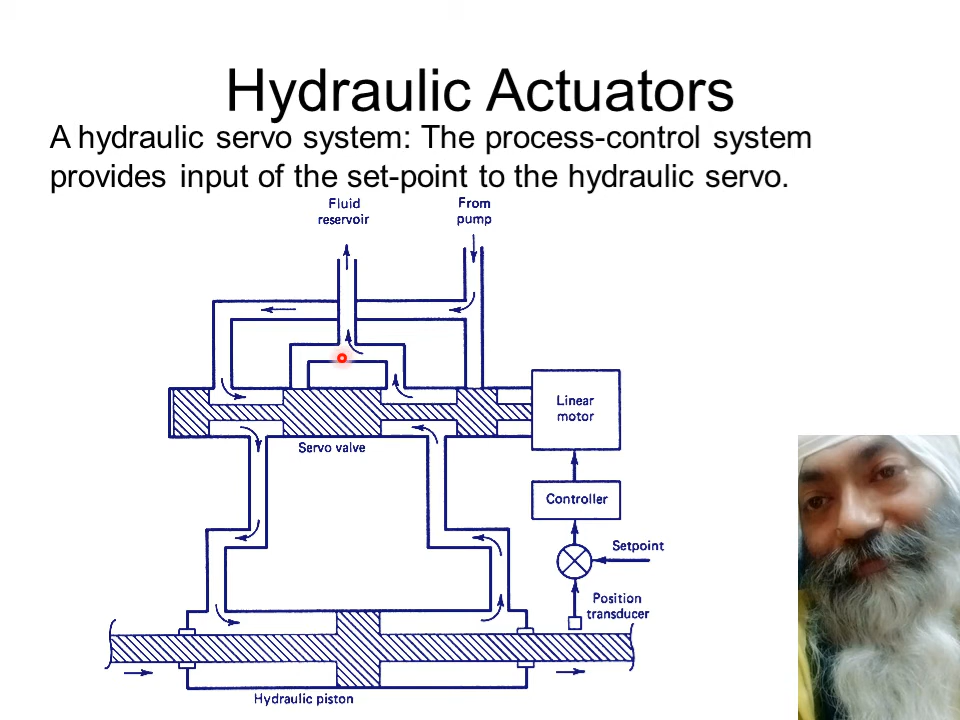 Hydraulic Actuators
A hydraulic servo system: The process-control system
provides input of the set-point to the hydraulic servo.
Fluid
reservoir
From
pump
Linear
motor
Servo valve
Controller
Setpoint
Position
transducer
Hydraulic piston